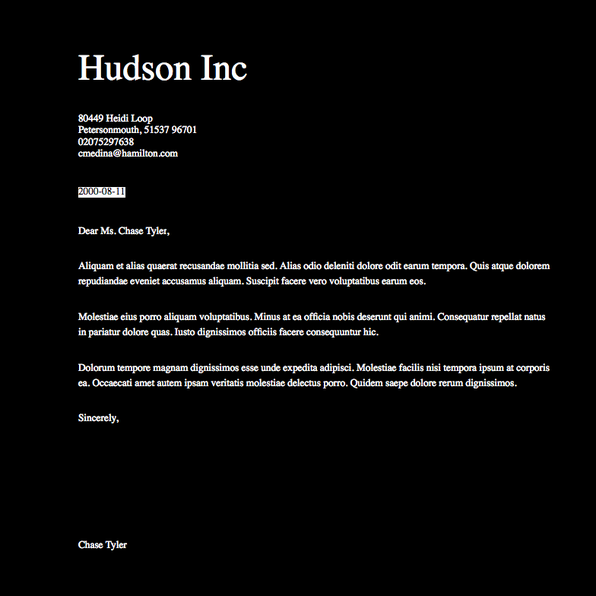 Hudson Inc
80449 Heidi Loop
Petersonmouth, 51537 96701
02075297638
cmedina@hamilton.com
2000-08-11
Dear Ms. Chase Tyler,
Aliquam et alias quaerat recusandae mollitia sed. Alias odio deleniti dolore odit earum tempora. Quis atque dolorem
repudiandae eveniet accusamus aliquam. Suscipit facere vero voluptatibus earum eos.
Molestiae eius porro aliquam voluptatibus. Minus at ea officia nobis deserunt qui animi. Consequatur repellat natus
in pariatur dolore quas. Iusto dignissimos officiis facere consequuntur hic.
Dolorum tempore magnam dignissimos esse unde expedita adipisci. Molestiae facilis nisi tempora ipsum at corporis
ea. Occaecati amet autem ipsam veritatis molestiae delectus porro. Quidem saepe dolore rerum dignissimos.
Sincerely,
Chase Tyler